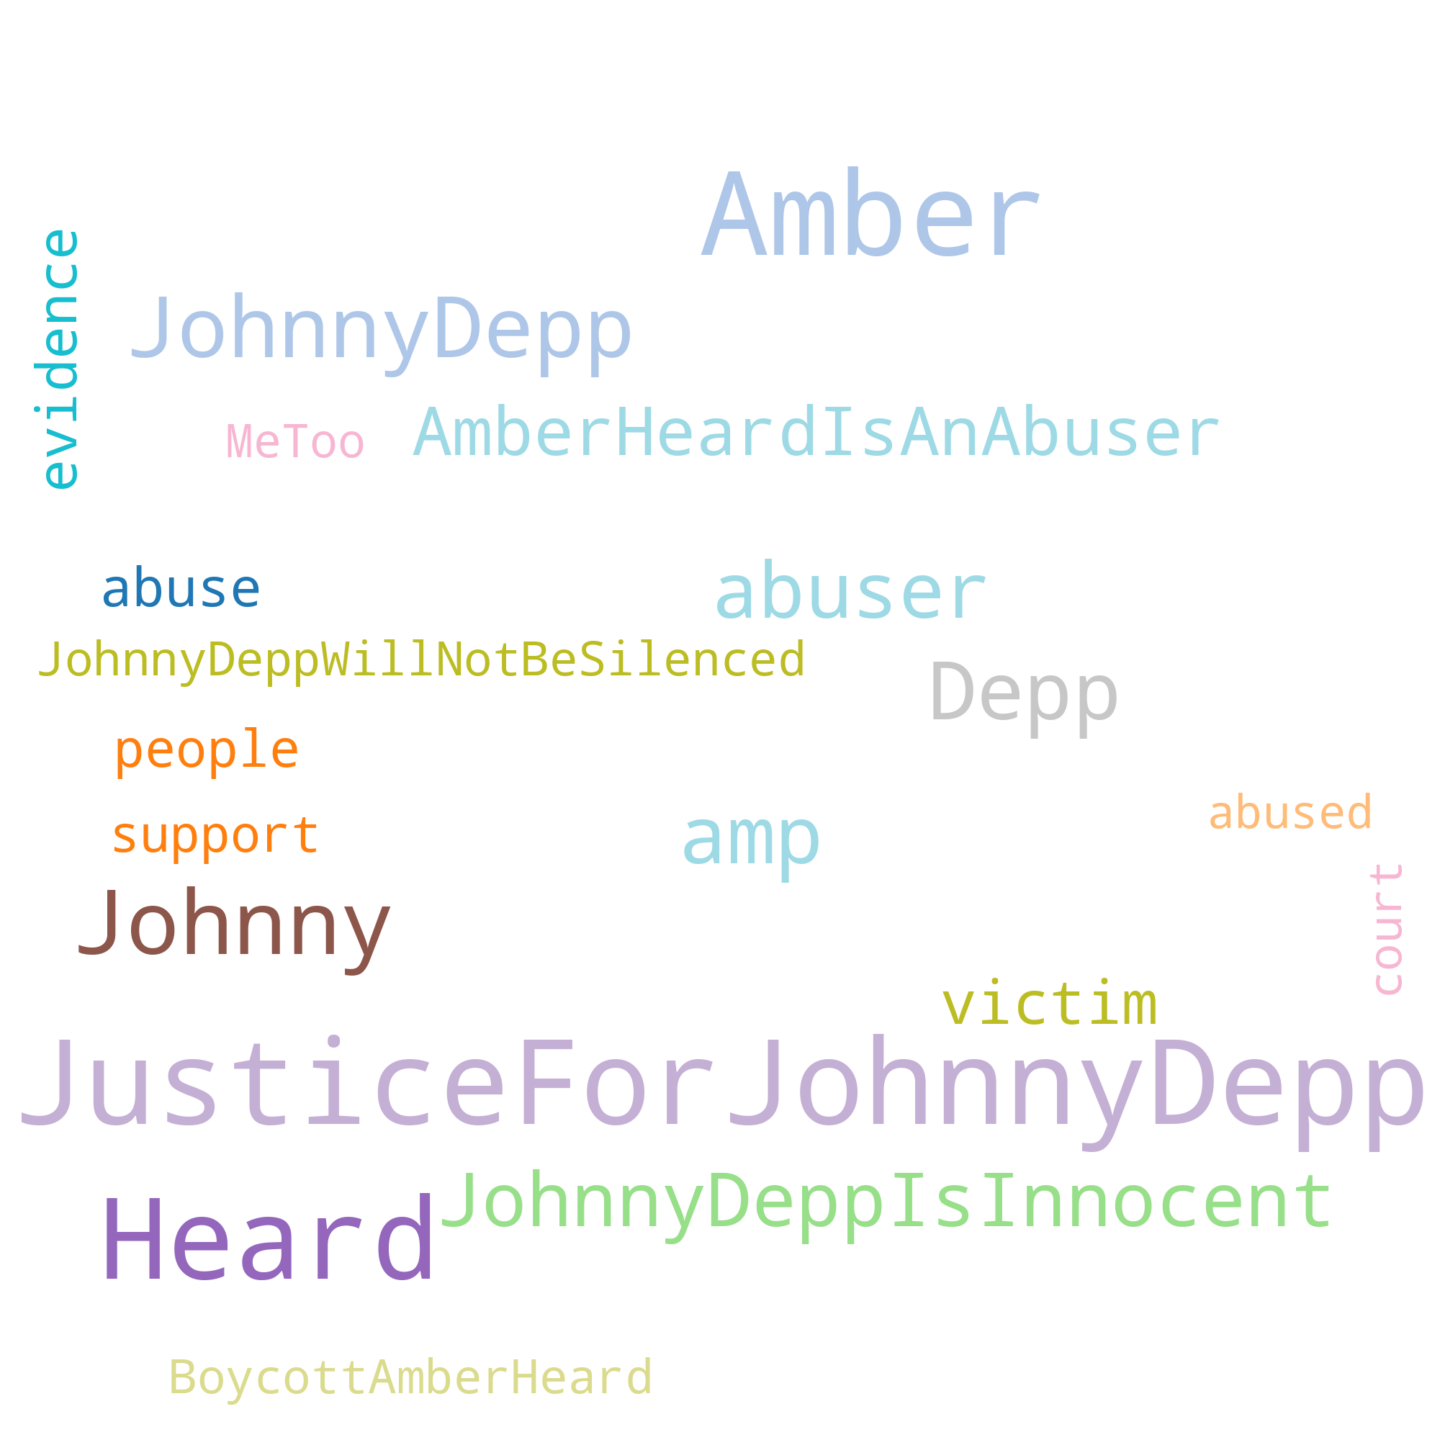 Amber
evidence
JohnnyDepp
MeToo
AmberHeardIsAnAbuser
abuse
abuser
JohnnyDeppWillNotBeSilenced
Depp
people
support
amp
abused
Johnny
court
victim
JusticeForJohnnyDepp
Heard
JohnnyDeppIsInnocent
BoycottAmberHeard